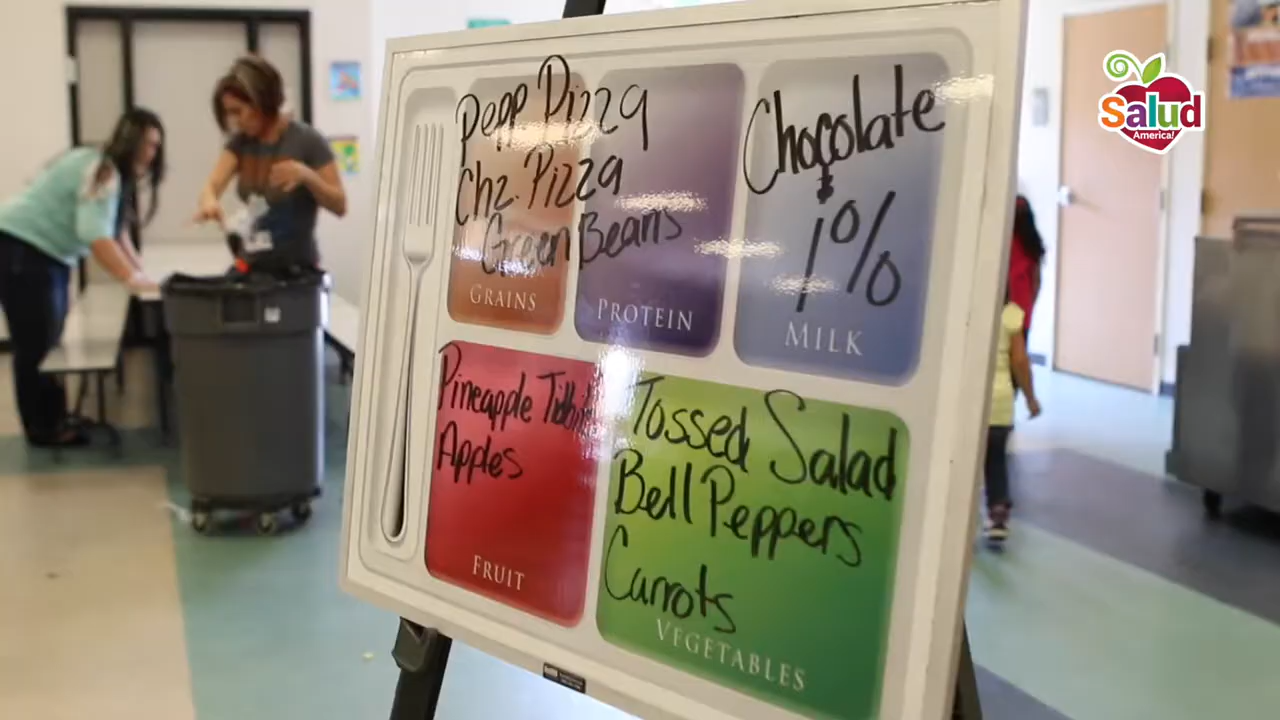 Pepp Pizza
Chz. Pizza
Green Beans
GRAINS
PROTEIN
Chocolate
1%
MILK
Pineapple Tidbits
Apples
FRUIT
Tossed Salad
Bell Peppers
Carrots
VEGETABLES
Salud
America!